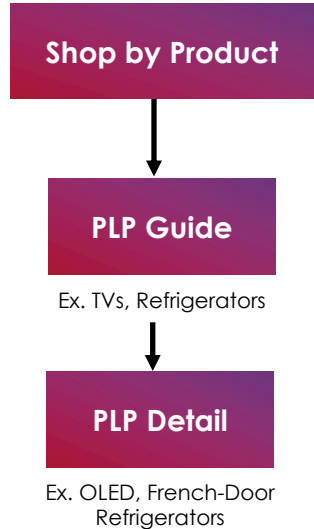 Shop by Product
PLP Guide
Ex. TVs, Refrigerators
PLP Detail
Ex. OLED, French-Door
Refrigerators